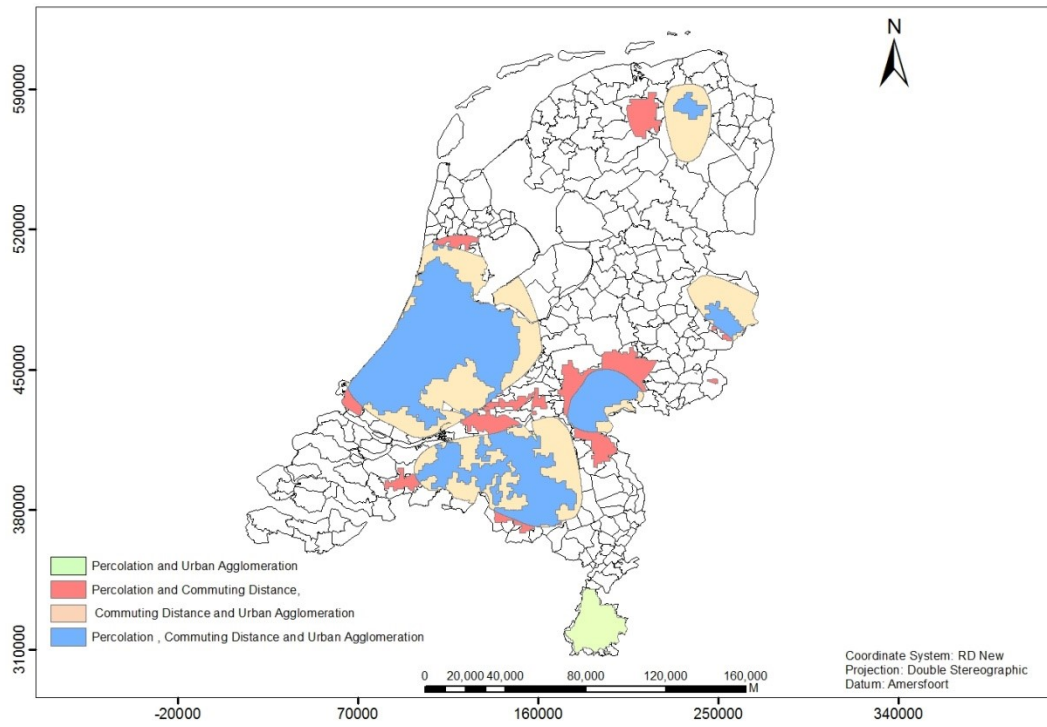 N
590000
520000
450000
380000
310000
Percolation and Urban Agglomeration
Percolation and Commuting Distance,
Commuting Distance and Urban Agglomeration
Percolation , Commuting Distance and Urban Agglomeration
0 20,000 40,000 80,000 120,000 160,000
M
Coordinate System: RD New
Projection: Double Stereographic
Datum: Amersfoort
-20000 70000 160000 250000 340000